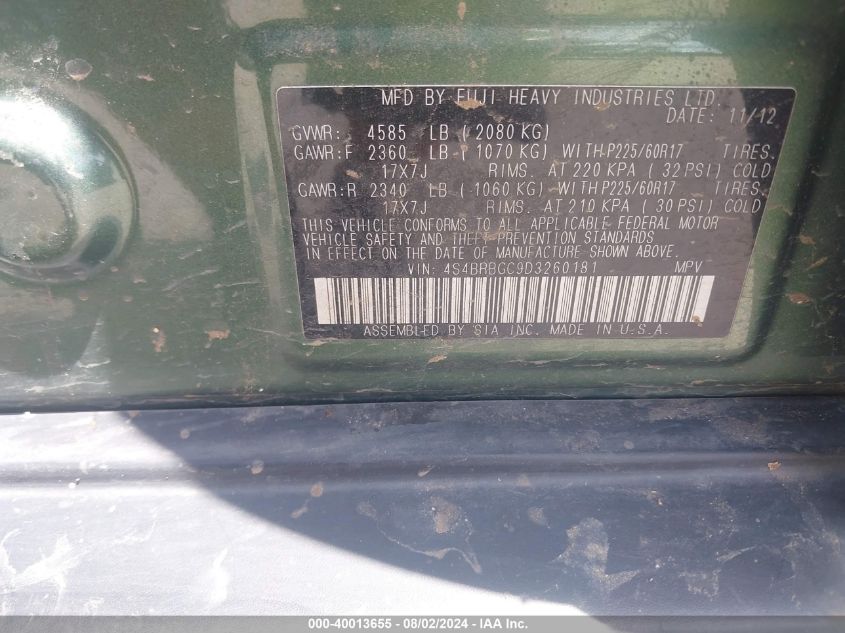 MFD BY FUJI HEAVY INDUSTRIES LTD.
DATE: 11/12
GVWR: 4585 LB ( 2080 KG)
GAWR:F 2360 LB ( 1070 KG) WITH P225/60R17 TIRES.
17X7J RIMS. AT 220 KPA ( 32 PSI) COLD
GAWR:R 2340 LB ( 1060 KG) WITH P225/60R17 TIRES.
17X7J RIMS. AT 210 KPA ( 30 PSI) COLD
THIS VEHICLE CONFORMS TO ALL APPLICABLE FEDERAL MOTOR
VEHICLE SAFETY AND THEFT PREVENTION STANDARDS
IN EFFECT ON THE DATE OF MANUFACTURE SHOWN ABOVE.
VIN: 4S4BRBGC9D3260181 MPV
ASSEMBLED BY SIA INC. MADE IN U.S.A.
000-40013655 - 08/02/2024 - IAA Inc.